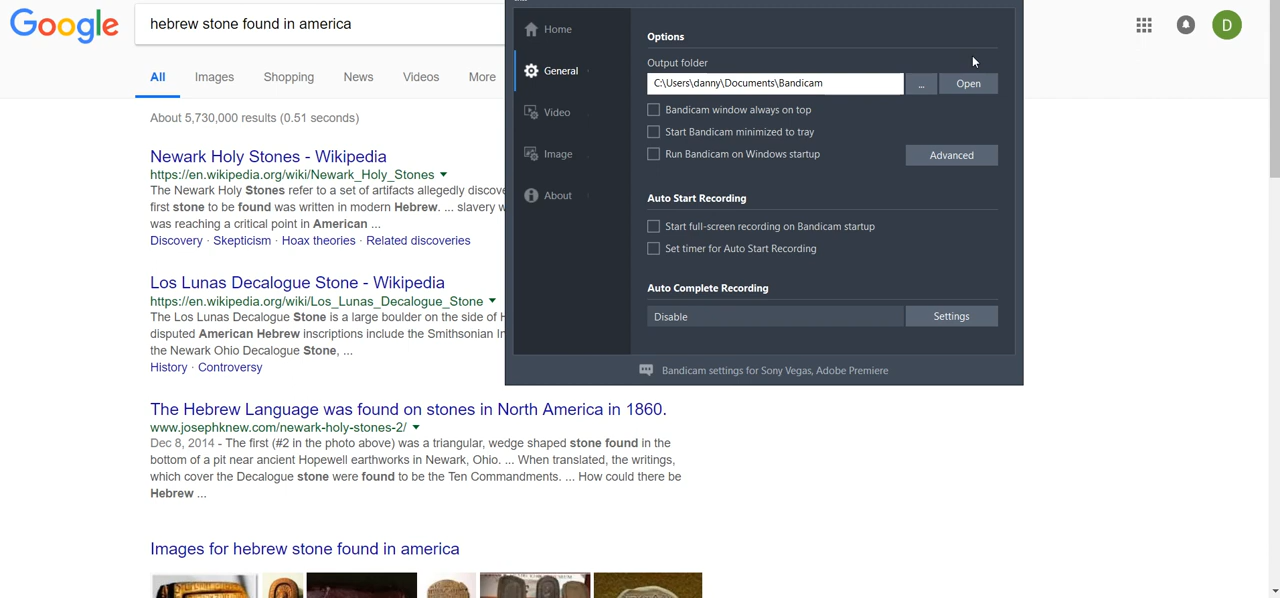 Google
hebrew stone found in america
D
All Images Shopping News Videos More
About 5,730,000 results (0.51 seconds)
Newark Holy Stones - Wikipedia
https://en.wikipedia.org/wiki/Newark_Holy_Stones
The Newark Holy Stones refer to a set of artifacts allegedly
first stone to be found was written in modern Hebrew. ... slavery
was reaching a critical point in American ...
Discovery · Skepticism · Hoax theories · Related discoveries
Los Lunas Decalogue Stone - Wikipedia
https://en.wikipedia.org/wiki/Los_Lunas_Decalogue_Stone
The Los Lunas Decalogue Stone is a large boulder on the side of
disputed American Hebrew inscriptions include the Smithsonian
the Newark Ohio Decalogue Stone, ...
History · Controversy
The Hebrew Language was found on stones in North America in 1860.
www.josephknew.com/newark-holy-stones-2/
Dec 8, 2014 - The first (#2 in the photo above) was a triangular, wedge shaped stone found in the
bottom of a pit near ancient Hopewell earthworks in Newark, Ohio. ... When translated, the writings,
which cover the Decalogue stone were found to be the Ten Commandments. ... How could there be
Hebrew ...
Images for hebrew stone found in america
Home
General
Video
Image
About
Options
Output folder
C:\Users\danny\Documents\Bandicam ... Open
Bandicam window always on top
Start Bandicam minimized to tray
Run Bandicam on Windows startup
Advanced
Auto Start Recording
Start full-screen recording on Bandicam startup
Set timer for Auto Start Recording
Auto Complete Recording
Disable Settings
Bandicam settings for Sony Vegas, Adobe Premiere